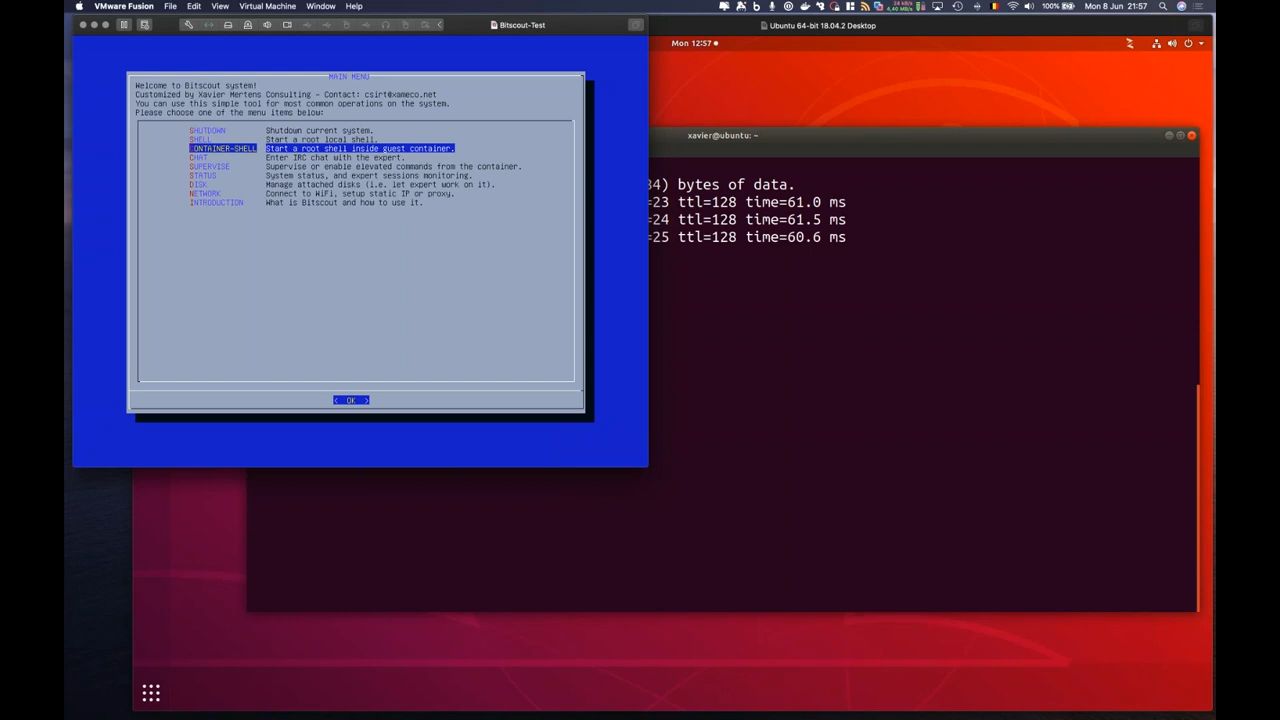 VMware Fusion File Edit View Virtual Machine Window Help
100% Mon 8 Jun 21:57
Bitscout-Test
Ubuntu 64-bit 18.04.2 Desktop
Mon 12:57
MAIN MENU
Welcome to Bitscout system!
Customized by Xavier Mertens Consulting - Contact: csirt@xameco.net
You can use this simple tool for most common operations on the system.
Please choose one of the menu items below:
SHUTDOWN Shutdown current system.
SHELL Start a root local shell.
CONTAINER-SHELL Start a root shell inside guest container.
CHAT Enter IRC chat with the expert.
SUPERVISE Supervise or enable elevated commands from the container.
STATUS System status, and expert sessions monitoring.
DISK Manage attached disks (i.e. let expert work on it).
NETWORK Connect to WiFi, setup static IP or proxy.
INTRODUCTION What is Bitscout and how to use it.
< OK >
xavier@ubuntu: ~
84) bytes of data.
=23 ttl=128 time=61.0 ms
=24 ttl=128 time=61.5 ms
=25 ttl=128 time=60.6 ms